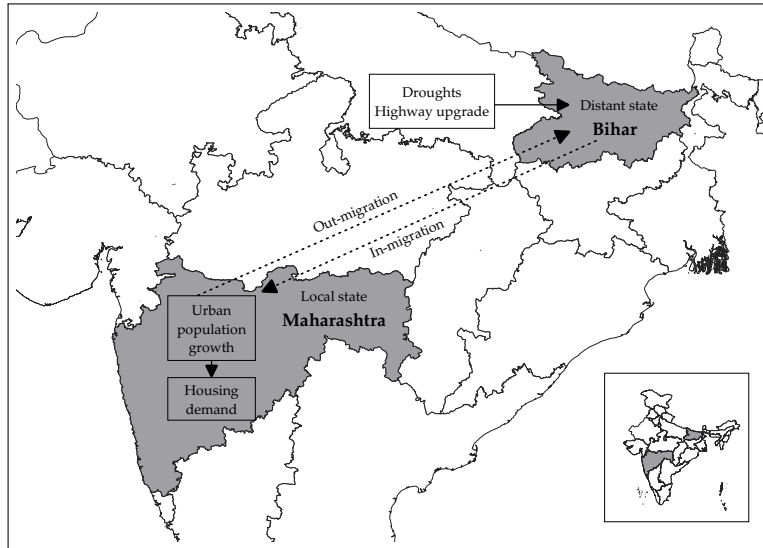 Droughts
Highway upgrade
Distant state
Bihar
Out-migration
In-migration
Local state
Maharashtra
Urban
population
growth
Housing
demand